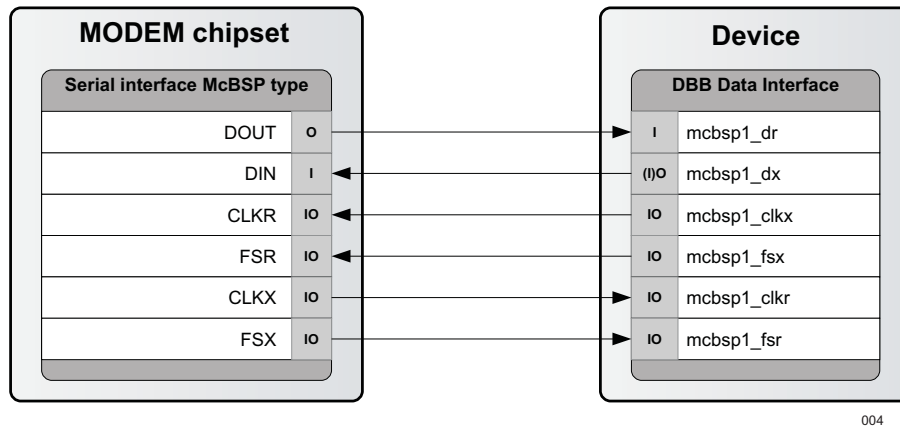 MODEM chipset
Device
Serial interface McBSP type
DBB Data Interface
DOUT O I mcbsp1_dr
DIN I (I)O mcbsp1_dx
CLKR IO IO mcbsp1_clkx
FSR IO IO mcbsp1_fsx
CLKX IO IO mcbsp1_clkr
FSX IO IO mcbsp1_fsr
004